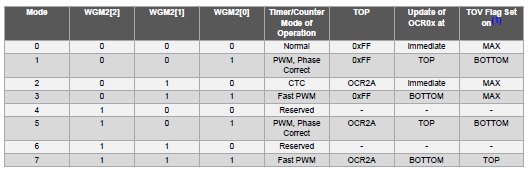 Mode WGM2[2] WGM2[1] WGM2[0] Timer/Counter Mode of Operation TOP Update of OCR0x at TOV Flag Set on(1)
0 0 0 0 Normal 0xFF Immediate MAX
1 0 0 1 PWM, Phase Correct 0xFF TOP BOTTOM
2 0 1 0 CTC OCR2A Immediate MAX
3 0 1 1 Fast PWM 0xFF BOTTOM MAX
4 1 0 0 Reserved - - -
5 1 0 1 PWM, Phase Correct OCR2A TOP BOTTOM
6 1 1 0 Reserved - - -
7 1 1 1 Fast PWM OCR2A BOTTOM TOP